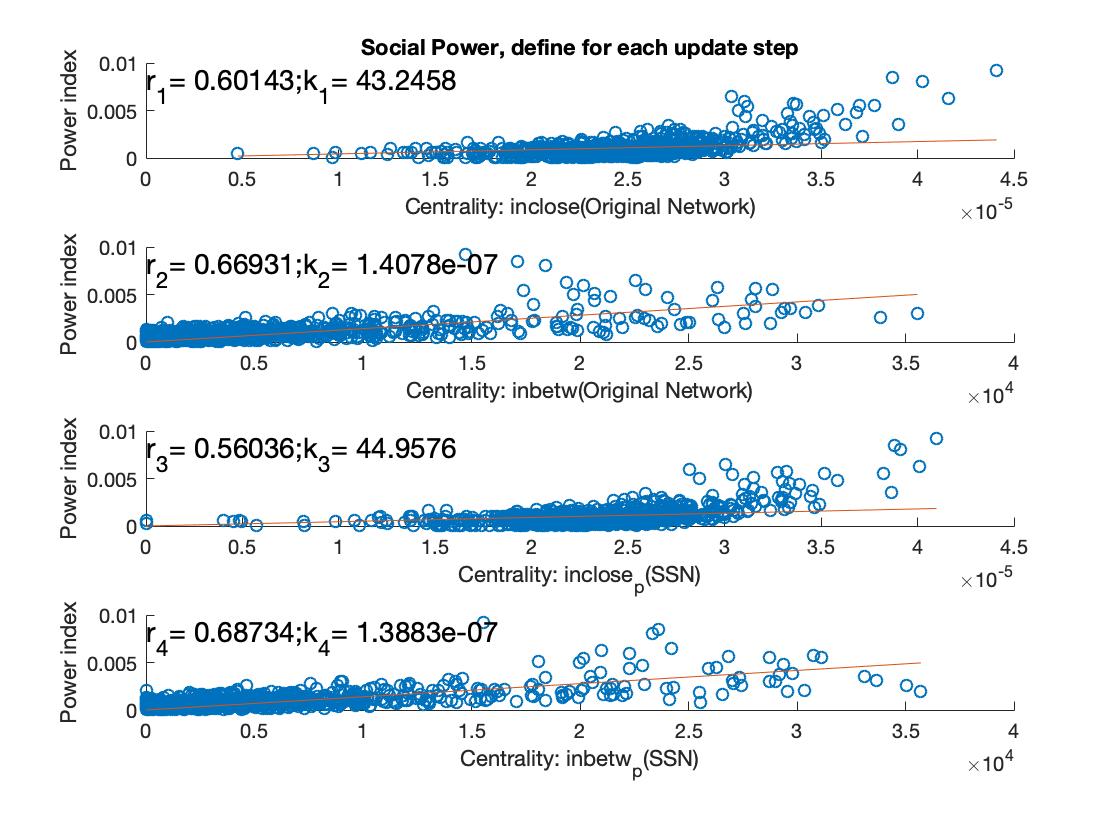 Social Power, define for each update step
r1= 0.60143;k1= 43.2458
Power index
0.01
0.005
0
0 0.5 1 1.5 2 2.5 3 3.5 4 4.5
Centrality: inclose(Original Network)
×10-5
r2= 0.66931;k2= 1.4078e-07
Power index
0.01
0.005
0
0 0.5 1 1.5 2 2.5 3 3.5 4
Centrality: inbetw(Original Network)
×104
r3= 0.56036;k3= 44.9576
Power index
0.01
0.005
0
0 0.5 1 1.5 2 2.5 3 3.5 4 4.5
Centrality: inclosep(SSN)
×10-5
r4= 0.68734;k4= 1.3883e-07
Power index
0.01
0.005
0
0 0.5 1 1.5 2 2.5 3 3.5 4
Centrality: inbetwp(SSN)
×104